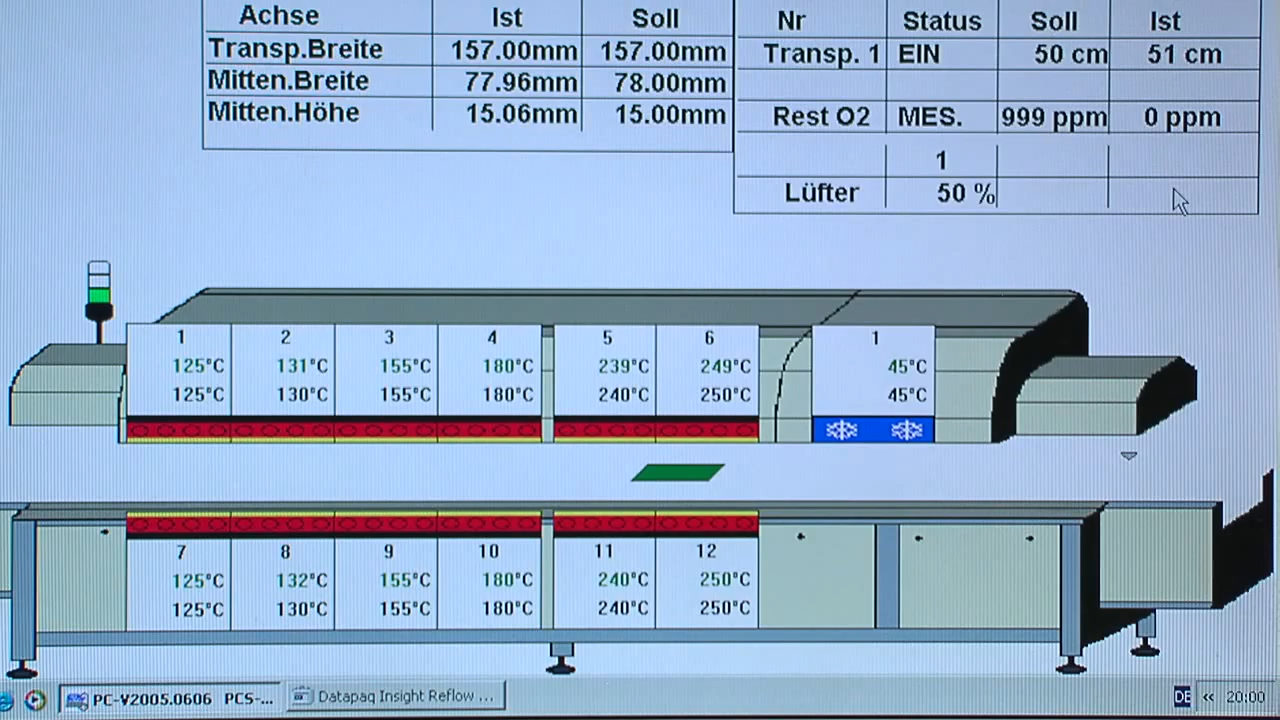 Achse Ist Soll
Transp.Breite 157.00mm 157.00mm
Mitten.Breite 77.96mm 78.00mm
Mitten.Höhe 15.06mm 15.00mm
Nr Status Soll Ist
Transp. 1 EIN 50 cm 51 cm
Rest O2 MES. 999 ppm 0 ppm
1
Lüfter 50 %
1 2 3 4 5 6 1
125°C 131°C 155°C 180°C 239°C 249°C 45°C
125°C 130°C 155°C 180°C 240°C 250°C 45°C
7 8 9 10 11 12
125°C 132°C 155°C 180°C 240°C 250°C
125°C 130°C 155°C 180°C 240°C 250°C
PC-V2005.0606 PCS-... Datapaq Insight Reflow ... DE « 20:00